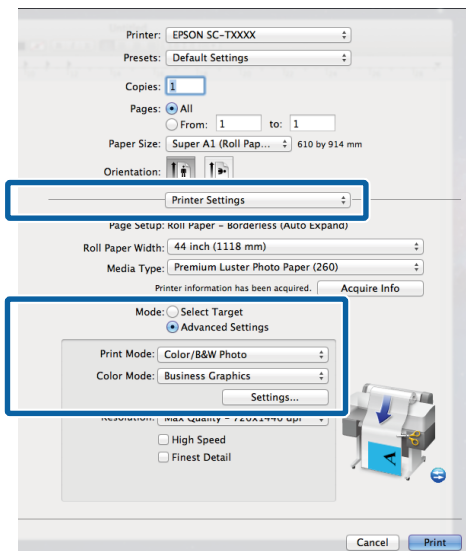 Printer: EPSON SC-TXXXX
Presets: Default Settings
Copies: 1
Pages: All
From: 1 to: 1
Paper Size: Super A1 (Roll Pap... 610 by 914 mm
Orientation:
Printer Settings
Page Setup: Roll Paper - Borderless (Auto Expand)
Roll Paper Width: 44 inch (1118 mm)
Media Type: Premium Luster Photo Paper (260)
Printer information has been acquired. Acquire Info
Mode: Select Target
Advanced Settings
Print Mode: Color/B&W Photo
Color Mode: Business Graphics
Settings...
Resolution: Max Quality - 720x1440 dpi
High Speed
Finest Detail
A
Cancel Print